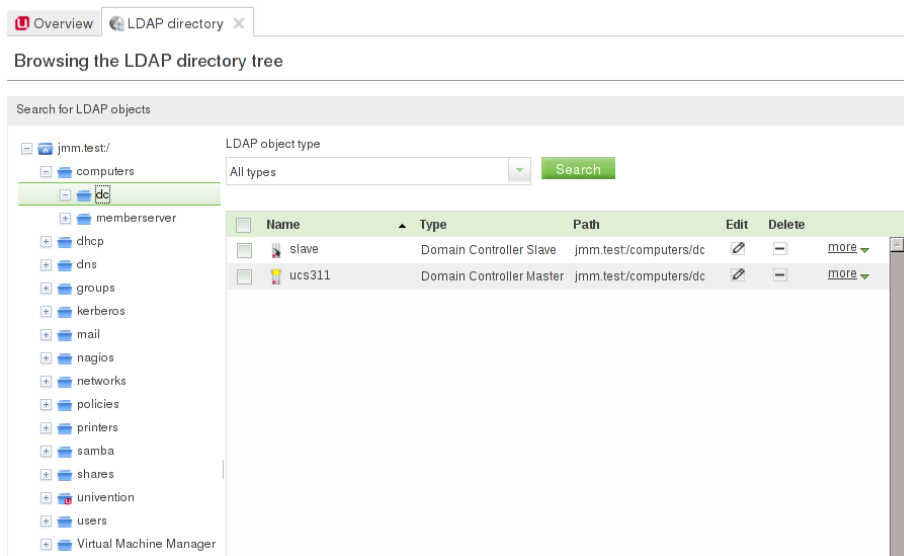 Overview
LDAP directory
Browsing the LDAP directory tree
Search for LDAP objects
jmm.test:/
computers
dc
memberserver
dhcp
dns
groups
kerberos
mail
nagios
networks
policies
printers
samba
shares
univention
users
Virtual Machine Manager
LDAP object type
All types
Search
Name Type Path Edit Delete
slave Domain Controller Slave jmm.test/computers/dc more
ucs311 Domain Controller Master jmm.test/computers/dc more